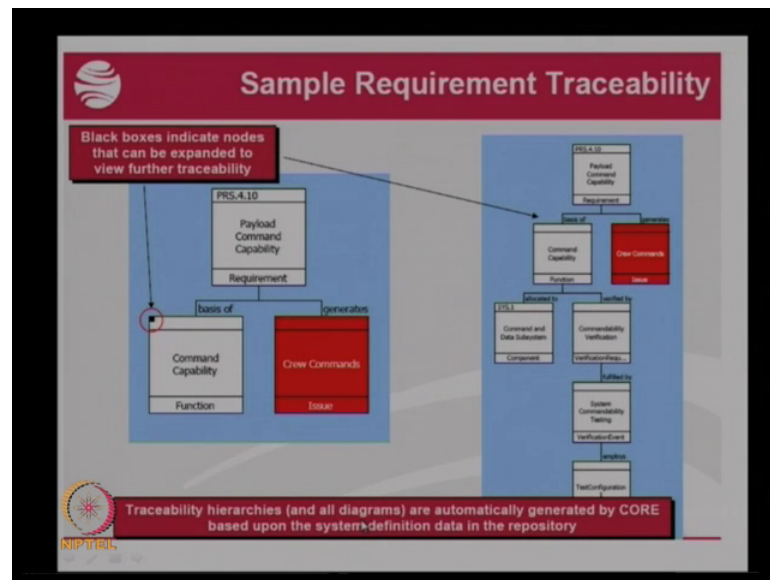 Sample Requirement Traceability
Black boxes indicate nodes
that can be expanded to
view further traceability
PRS.4.10
Payload
Command
Capability
Requirement
basis of
generates
Command
Capability
Function
Crew Commands
Issue
PRS.4.10
Payload
Command
Capability
Requirement
basis of
generates
Command
Capability
Function
Crew Commands
Issue
allocated to
verified by
SYS.1
Command and
Data Subsystem
Component
Commandability
Verification
VerificationRequ...
fulfilled by
System
Commandability
Testing
VerificationEvent
employs
TestConfiguration
Traceability hierarchies (and all diagrams) are automatically generated by CORE
based upon the system definition data in the repository
NPTEL